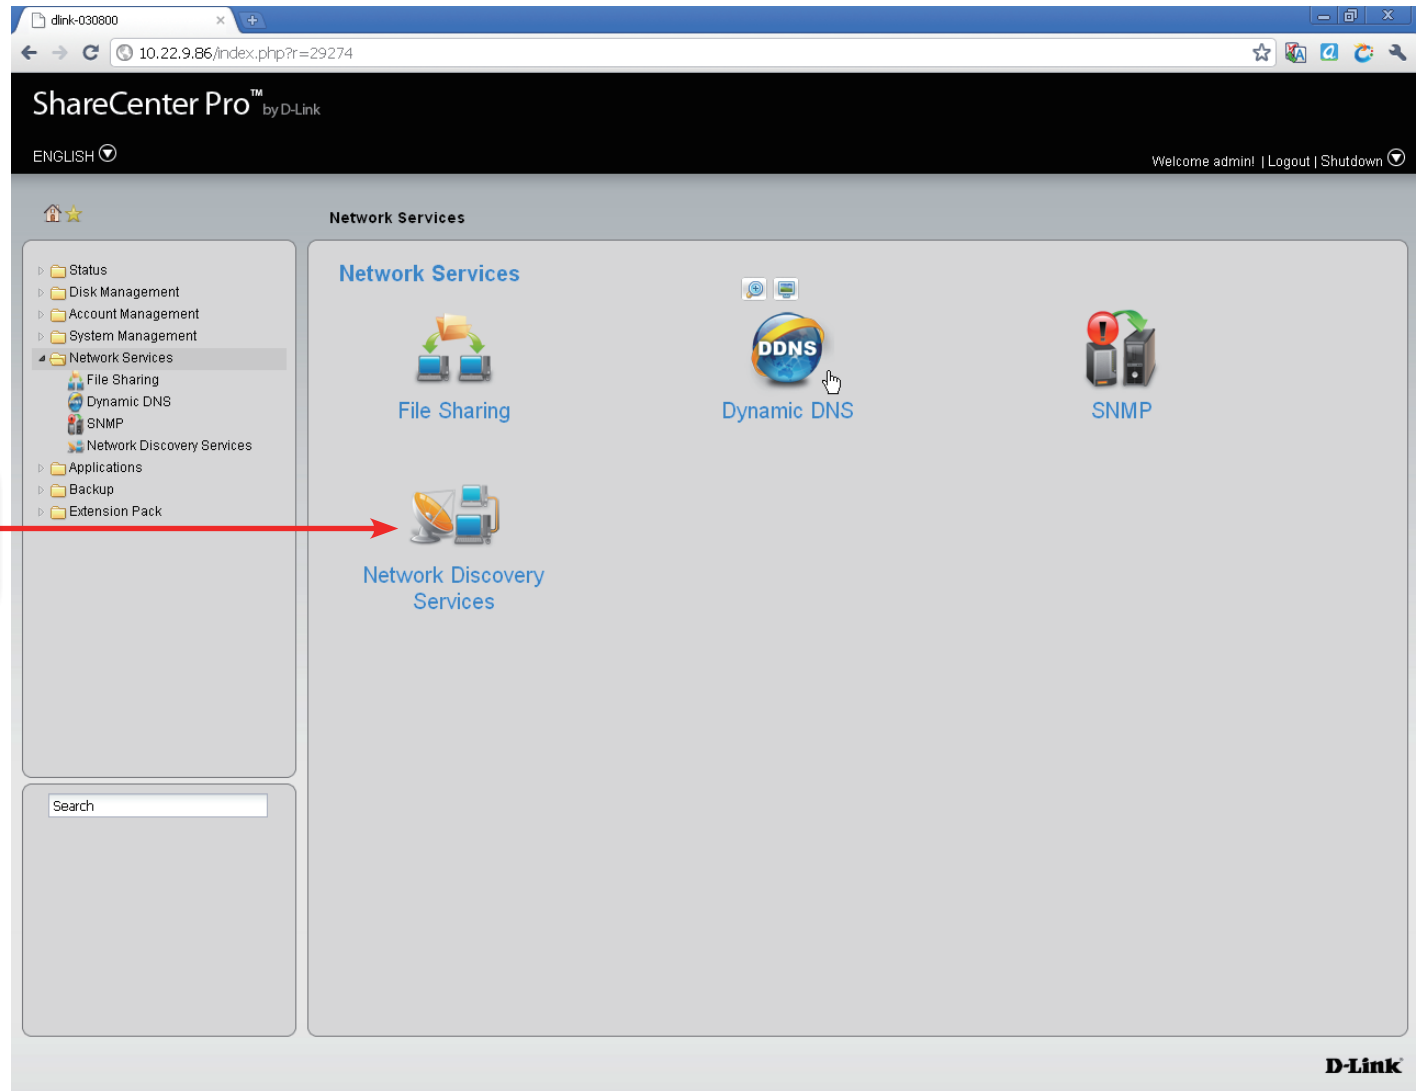 dlink-030800
10.22.9.86/index.php?r=29274
ShareCenter Pro™ by D-Link
ENGLISH
Welcome admin! | Logout | Shutdown
Network Services
Status
Disk Management
Account Management
System Management
Network Services
File Sharing
Dynamic DNS
SNMP
Network Discovery Services
Applications
Backup
Extension Pack
Search
Network Services
File Sharing
DDNS
Dynamic DNS
SNMP
Network Discovery
Services
D-Link